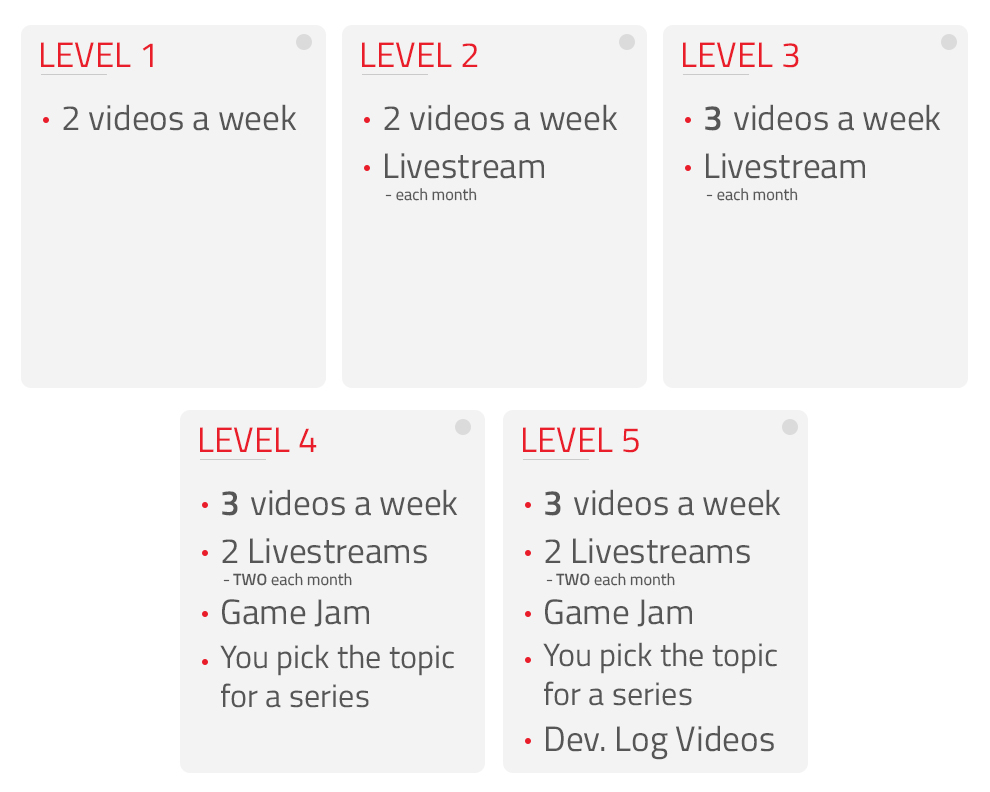 LEVEL 1
• 2 videos a week
LEVEL 2
• 2 videos a week
• Livestream
- each month
LEVEL 3
• 3 videos a week
• Livestream
- each month
LEVEL 4
• 3 videos a week
• 2 Livestreams
- TWO each month
• Game Jam
• You pick the topic
for a series
LEVEL 5
• 3 videos a week
• 2 Livestreams
- TWO each month
• Game Jam
• You pick the topic
for a series
• Dev. Log Videos